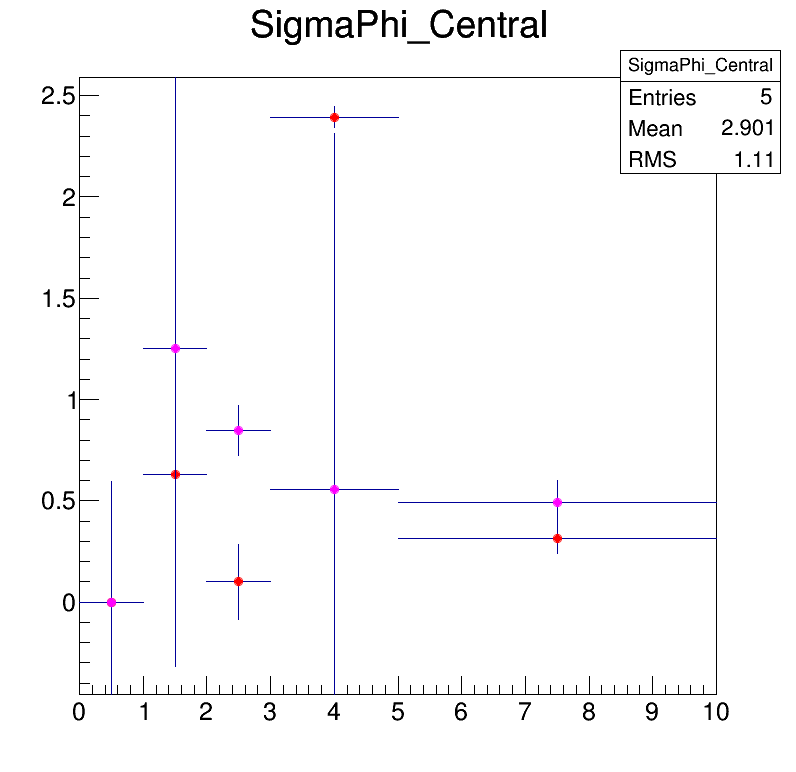 SigmaPhi_Central
SigmaPhi_Central
Entries 5
Mean 2.901
RMS 1.11
2.5
2
1.5
1
0.5
0
0 1 2 3 4 5 6 7 8 9 10